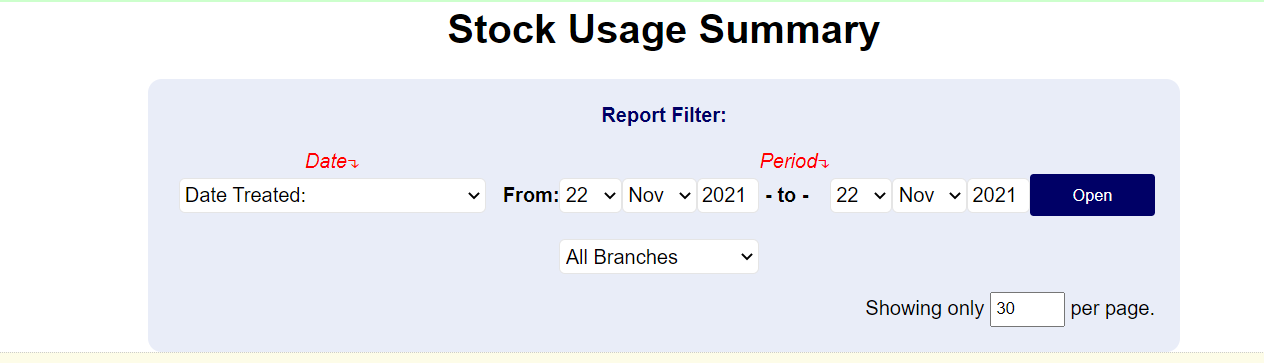 Stock Usage Summary
Report Filter:
Date Period
Date Treated: From: 22 Nov 2021 - to - 22 Nov 2021 Open
All Branches
Showing only 30 per page.